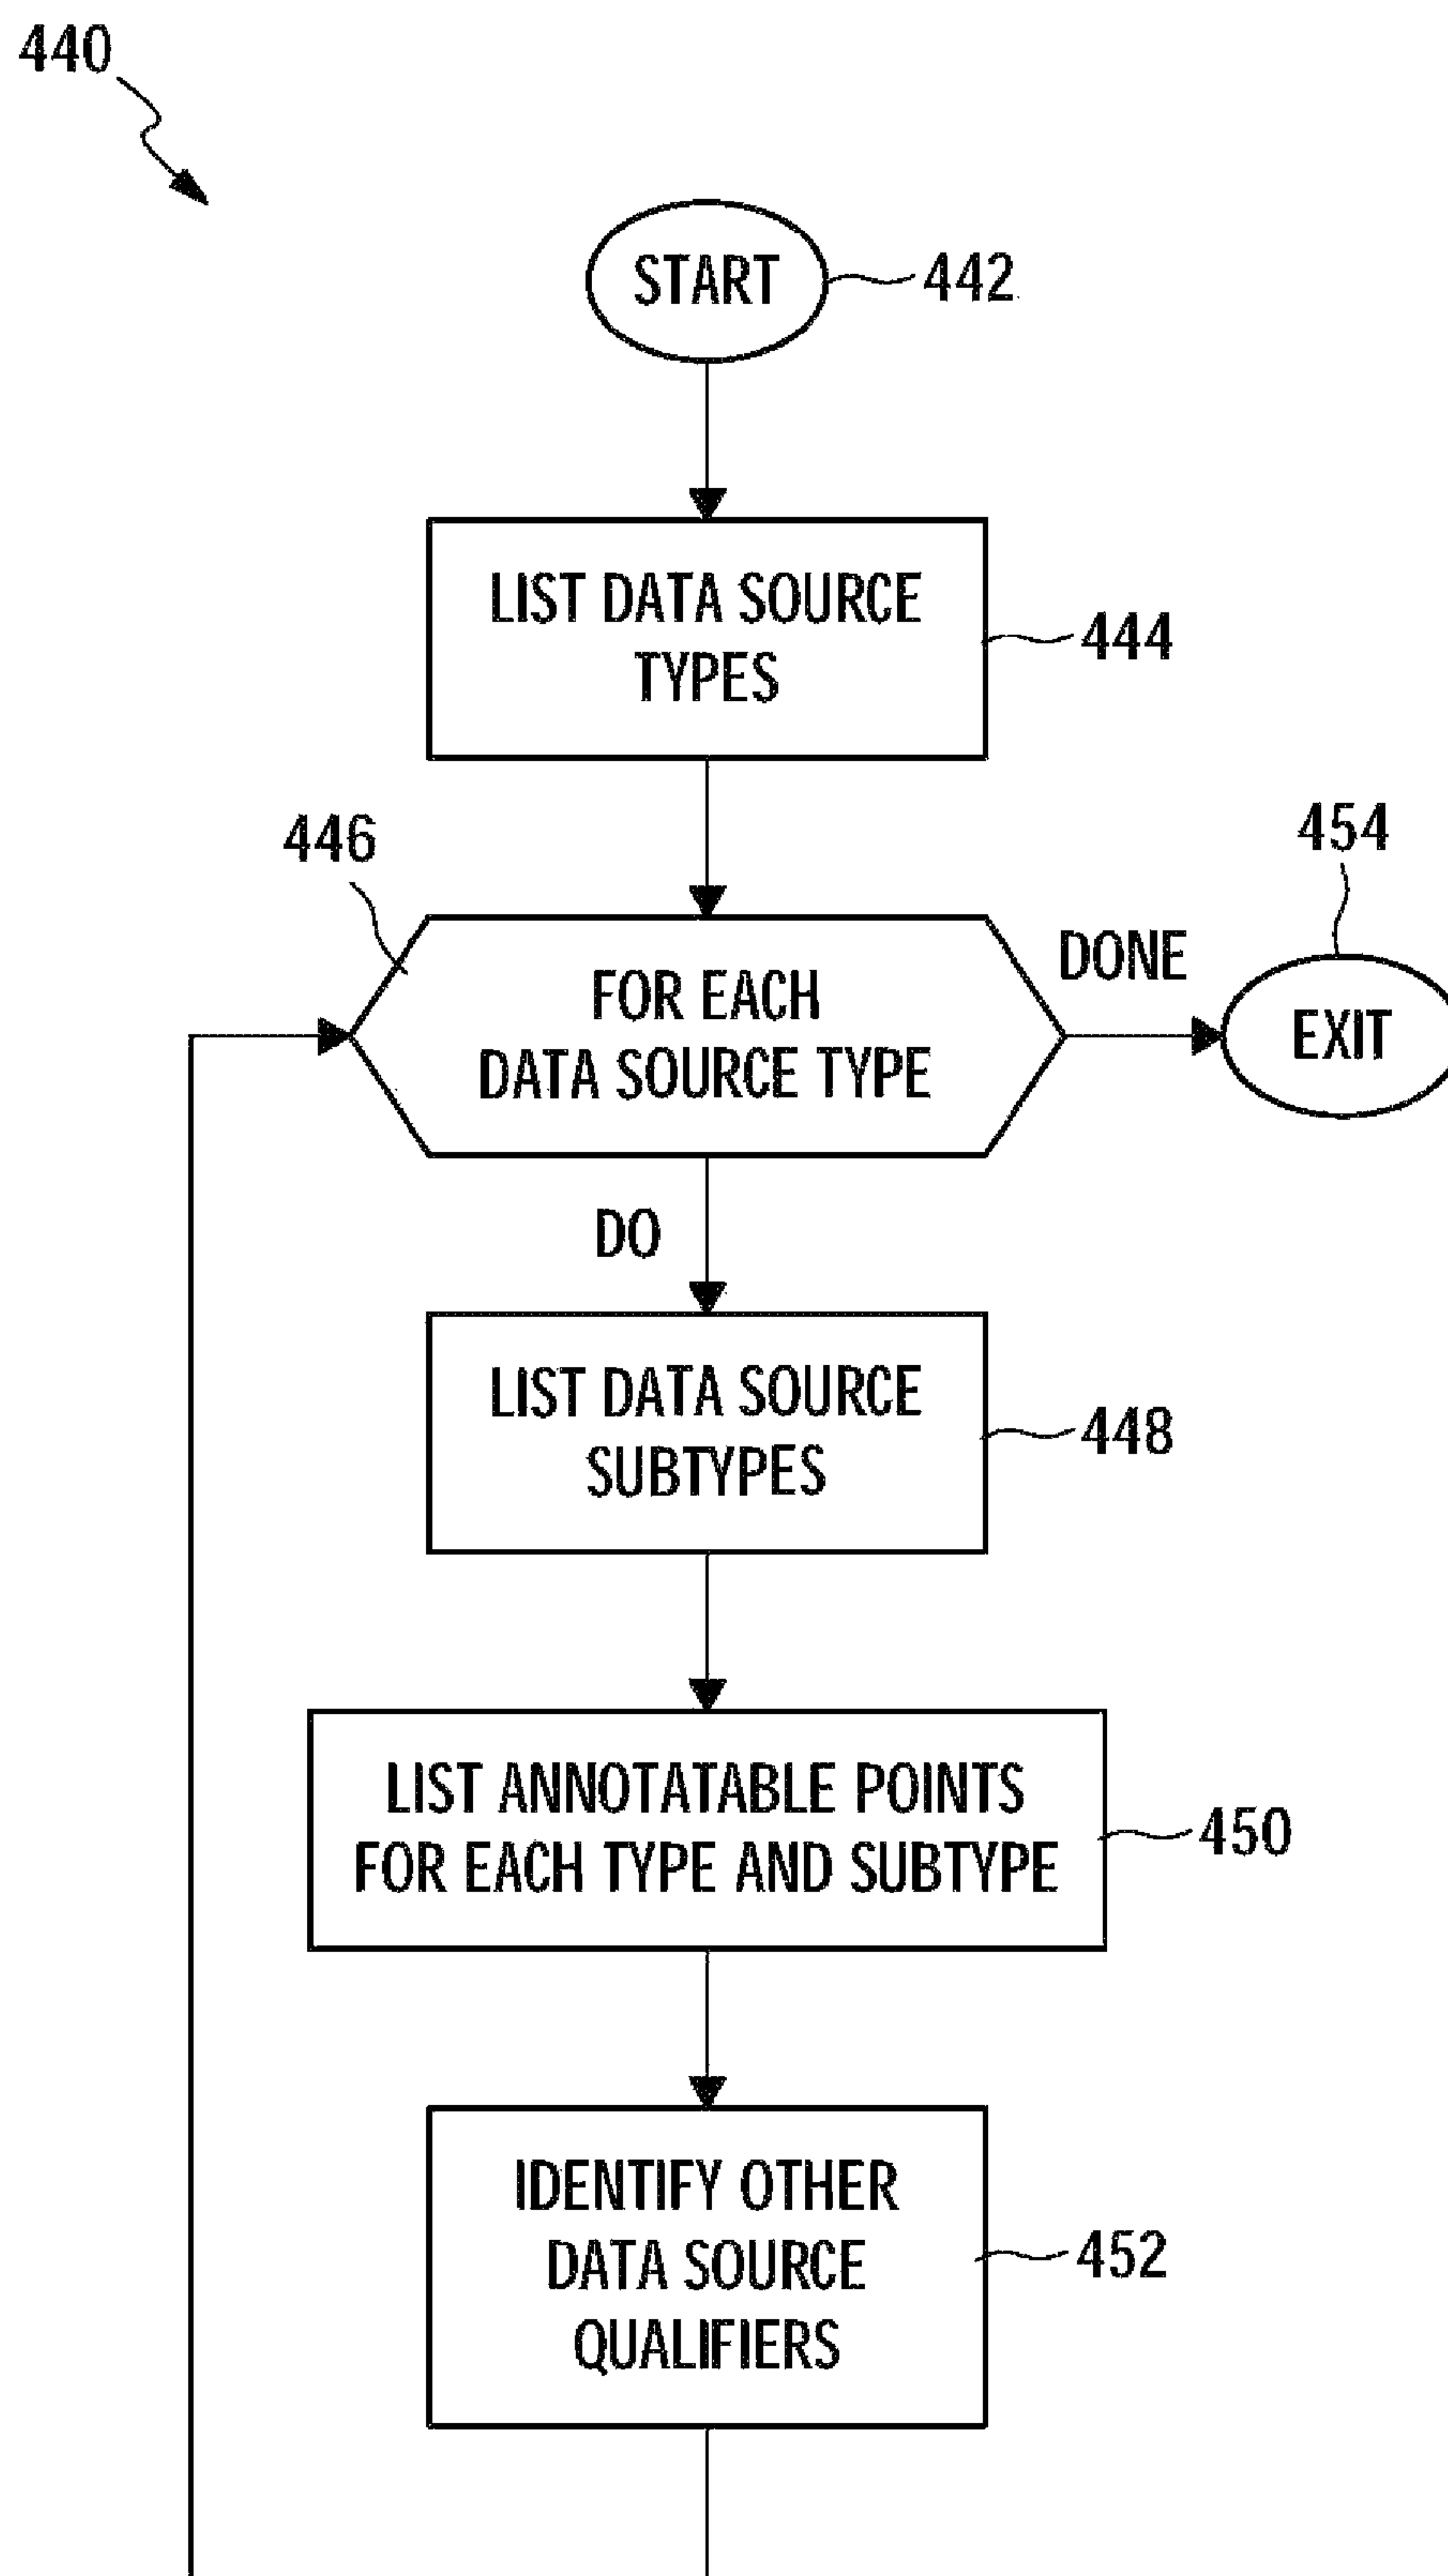 440
START
442
LIST DATA SOURCE
TYPES
444
446
454
FOR EACH
DATA SOURCE TYPE
DONE
EXIT
DO
LIST DATA SOURCE
SUBTYPES
448
LIST ANNOTATABLE POINTS
FOR EACH TYPE AND SUBTYPE
450
IDENTIFY OTHER
DATA SOURCE
QUALIFIERS
452